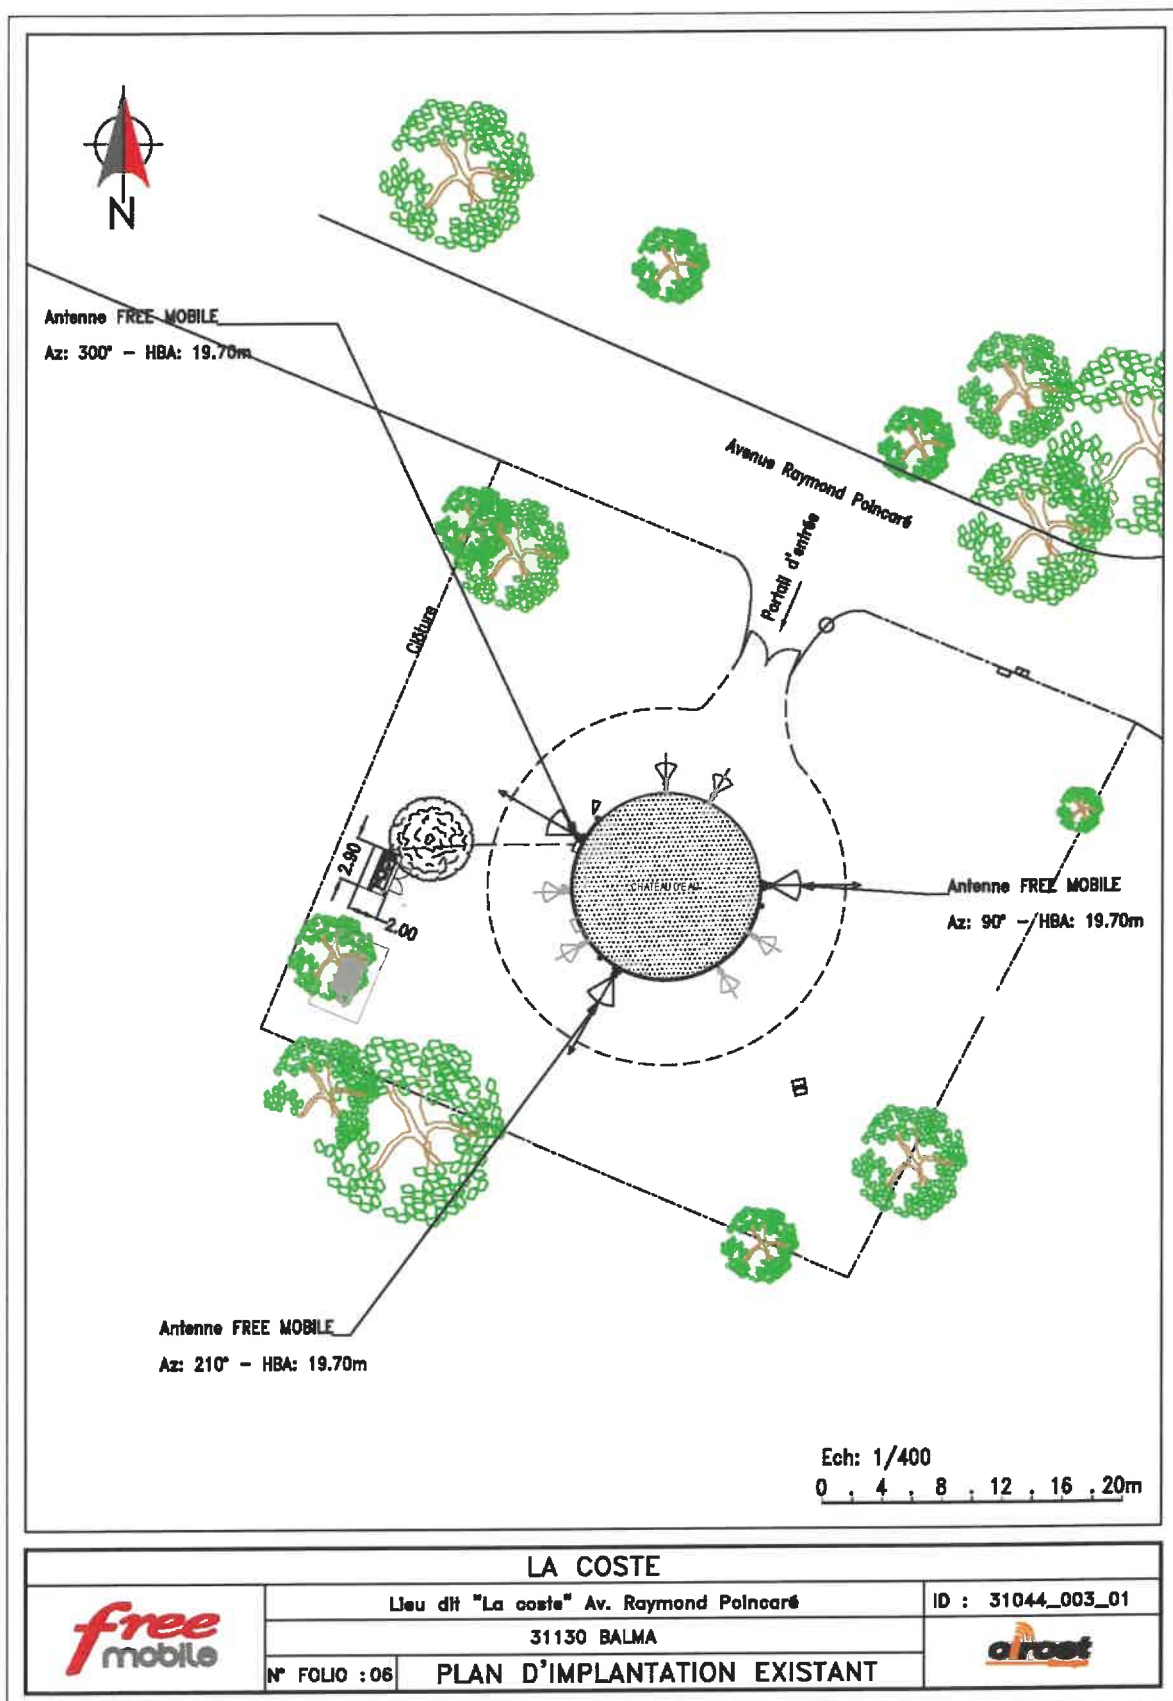 N
Antenne FREE MOBILE
Az: 300° - HBA: 19.70m
Avenue Raymond Poincaré
Portail d'entrée
Clôture
2.90
2.00
CHATEAU D'EAU
Antenne FREE MOBILE
Az: 90° - HBA: 19.70m
Antenne FREE MOBILE
Az: 210° - HBA: 19.70m
Ech: 1/400
0 . 4 . 8 . 12 . 16 . 20m
LA COSTE
free
mobile
Lieu dit "La coste" Av. Raymond Poincaré
ID : 31044_003_01
31130 BALMA
N° FOLIO :06
PLAN D'IMPLANTATION EXISTANT